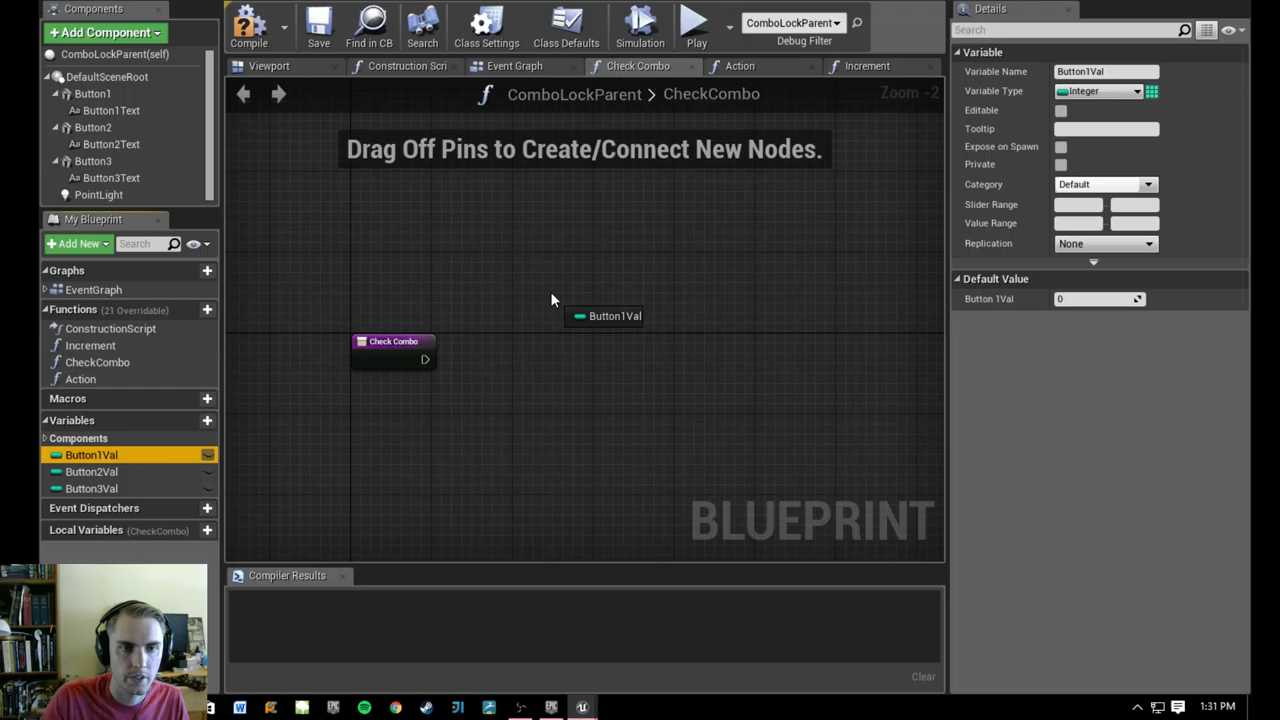 Components
Details
+ Add Component
ComboLockParent(self)
DefaultSceneRoot
Button1
Button1Text
Button2
Button2Text
Button3
Button3Text
PointLight
Compile
Save
Find in CB
Search
Class Settings
Class Defaults
Simulation
Play
ComboLockParent
Debug Filter
Viewport
Construction Scri
Event Graph
Check Combo
Action
Increment
ComboLockParent > CheckCombo
Zoom -2
Drag Off Pins to Create/Connect New Nodes.
Button1Val
Check Combo
BLUEPRINT
My Blueprint
+ Add New
Search
Graphs
EventGraph
Functions (21 Overridable)
ConstructionScript
Increment
CheckCombo
Action
Macros
Variables
Components
Button1Val
Button2Val
Button3Val
Event Dispatchers
Local Variables (CheckCombo)
Compiler Results
Clear
Search
Variable
Variable Name Button1Val
Variable Type Integer
Editable
Tooltip
Expose on Spawn
Private
Category Default
Slider Range
Value Range
Replication None
Default Value
Button 1Val 0
1:31 PM